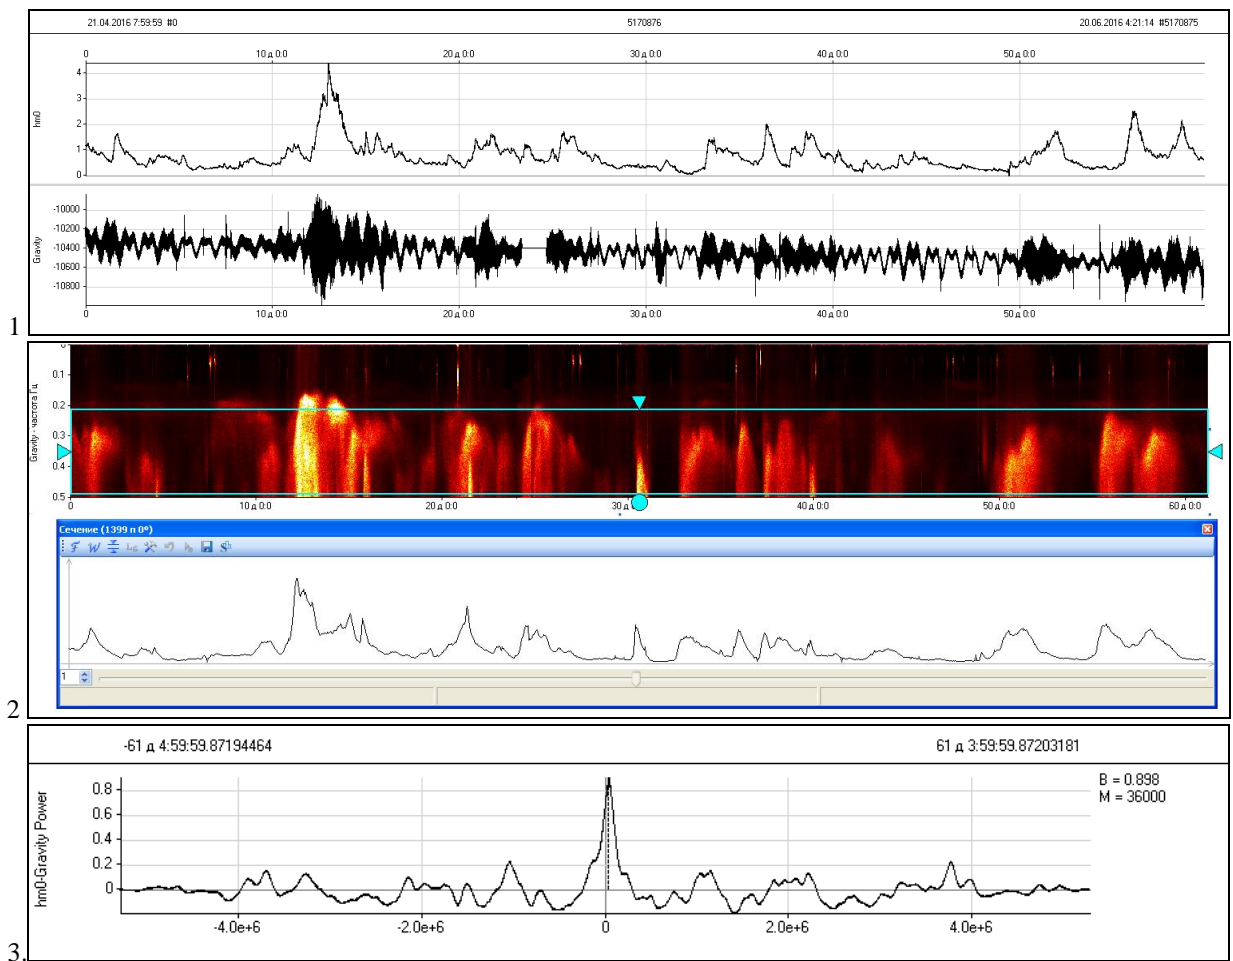 21.04.2016 7:59:59 #0 5170876 20.06.2016 4:21:14 #5170875
0 10 д 0:0 20 д 0:0 30 д 0:0 40 д 0:0 50 д 0:0
hm0
4
3
2
1
0
Gravity
-10000
-10200
-10400
-10600
-10800
0 10 д 0:0 20 д 0:0 30 д 0:0 40 д 0:0 50 д 0:0
1
Gravity - частота Гц
0.1
0.2
0.3
0.4
0.5
0 10 д 0:0 20 д 0:0 30 д 40 д 0:0 50 д 0:0 60 д 0:0
Сечение (1399 п 0º)
1
2
-61 д 4:59:59.87194464 61 д 3:59:59.87203181
hm0-Gravity Power
0.8
0.6
0.4
0.2
0
B = 0.898
M = 36000
-4.0e+6 -2.0e+6 0 2.0e+6 4.0e+6
3.